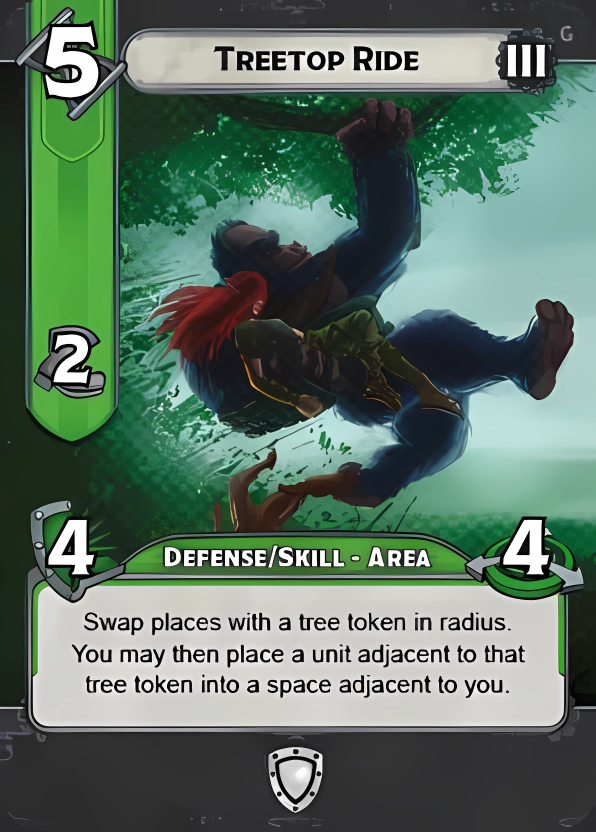 5
TREETOP RIDE
III
G
2
4
DEFENSE/SKILL - AREA
4
Swap places with a tree token in radius.
You may then place a unit adjacent to that
tree token into a space adjacent to you.